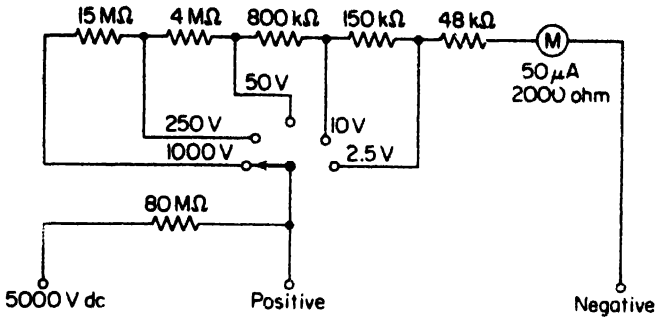 15 MΩ 4 MΩ 800 kΩ 150 kΩ 48 kΩ
M
50 μA
2000 ohm
50 V
250 V
10 V
1000 V
2.5 V
80 MΩ
5000 V dc
Positive
Negative